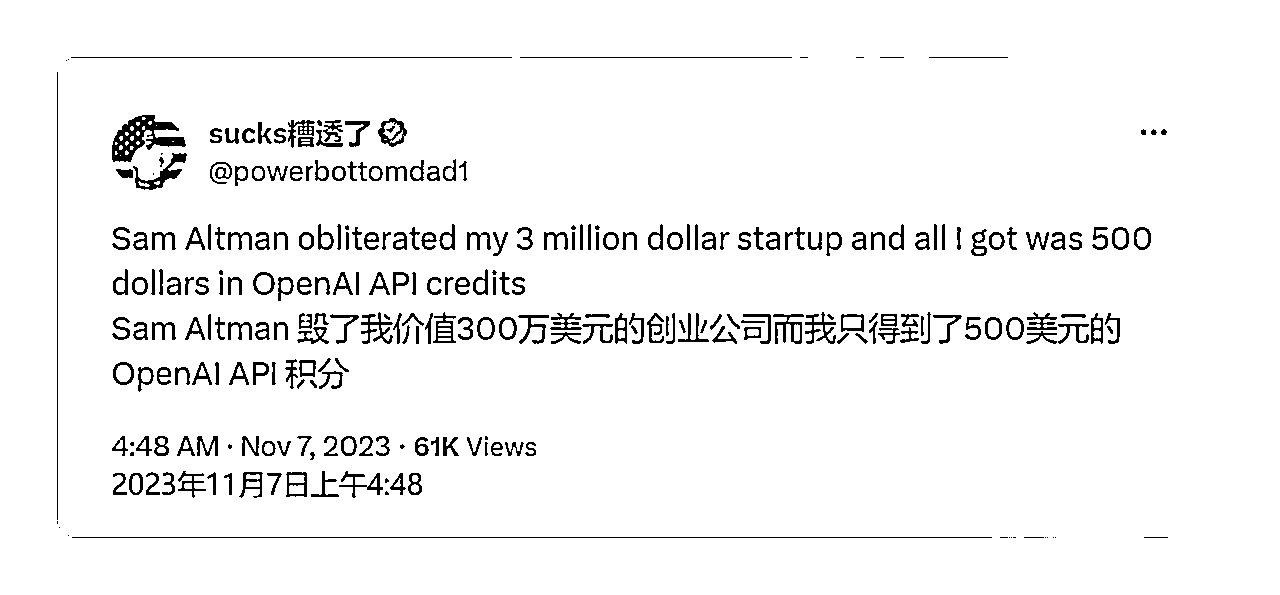 sucks糟透了
@powerbottomdad1
Sam Altman obliterated my 3 million dollar startup and all I got was 500
dollars in OpenAI API credits
Sam Altman 毁了我价值300万美元的创业公司而我只得到了500美元的
OpenAI API 积分
4:48 AM · Nov 7, 2023 · 61K Views
2023年11月7日上午4:48